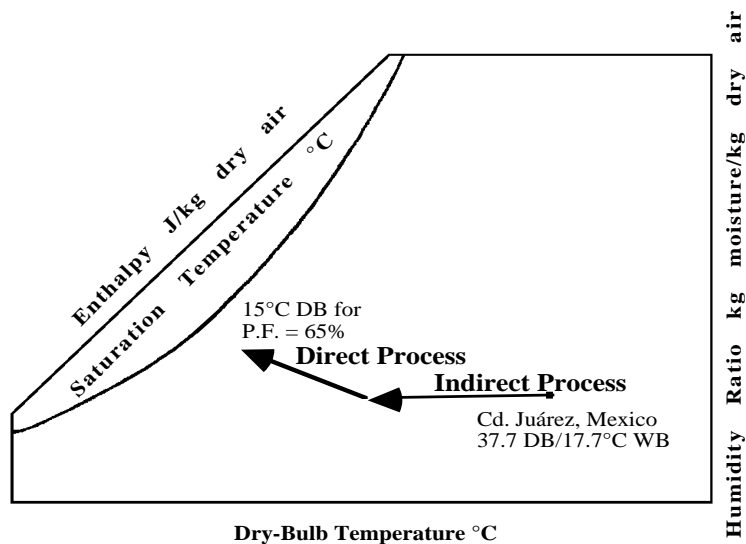 Enthalpy J/kg dry air
Saturation Temperature °C
15°C DB for
P.F. = 65%
Direct Process
Indirect Process
Cd. Juárez, Mexico
37.7 DB/17.7°C WB
Humidity Ratio kg moisture/kg dry air
Dry-Bulb Temperature °C